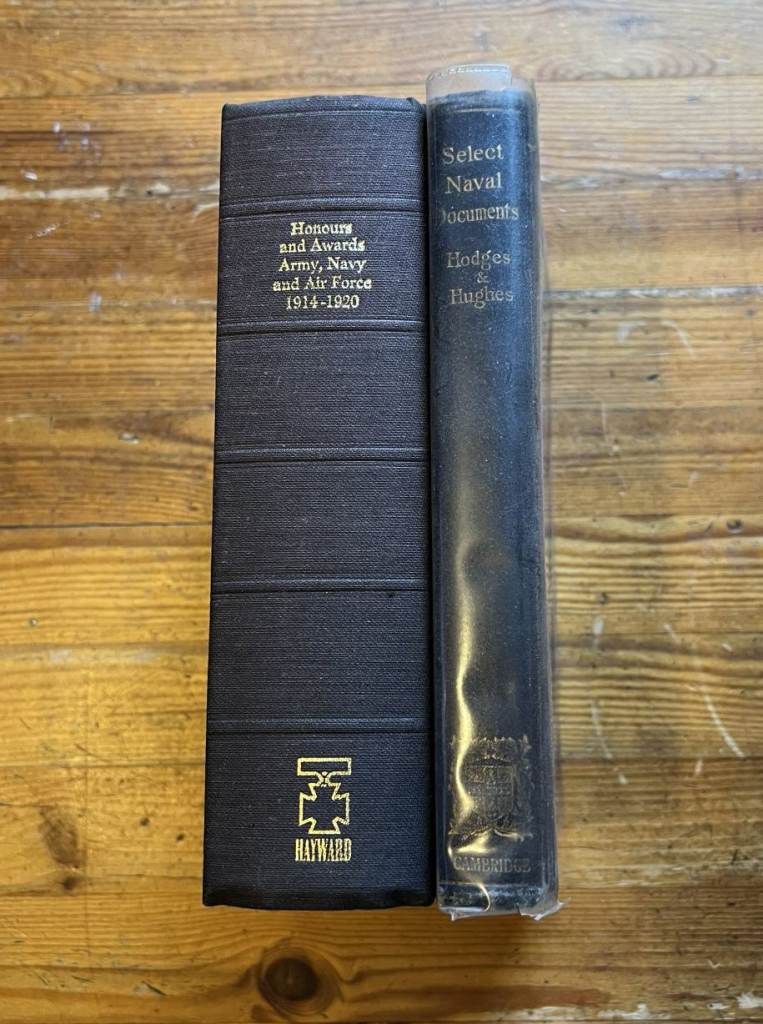 Honours
and Awards
Army, Navy
and Air Force
1914-1920
HAYWARD
Select
Naval
Documents
Hodges
&
Hughes
CAMBRIDGE